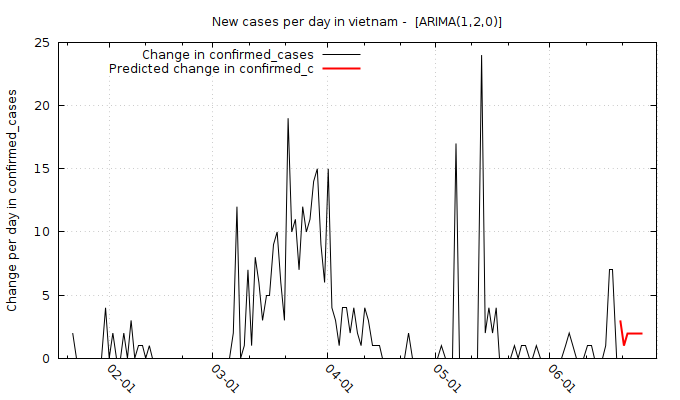 New cases per day in vietnam - [ARIMA(1,2,0)]
Change in confirmed_cases
Predicted change in confirmed_c
Change per day in confirmed_cases
25
20
15
10
5
0
02-01
03-01
04-01
05-01
06-01